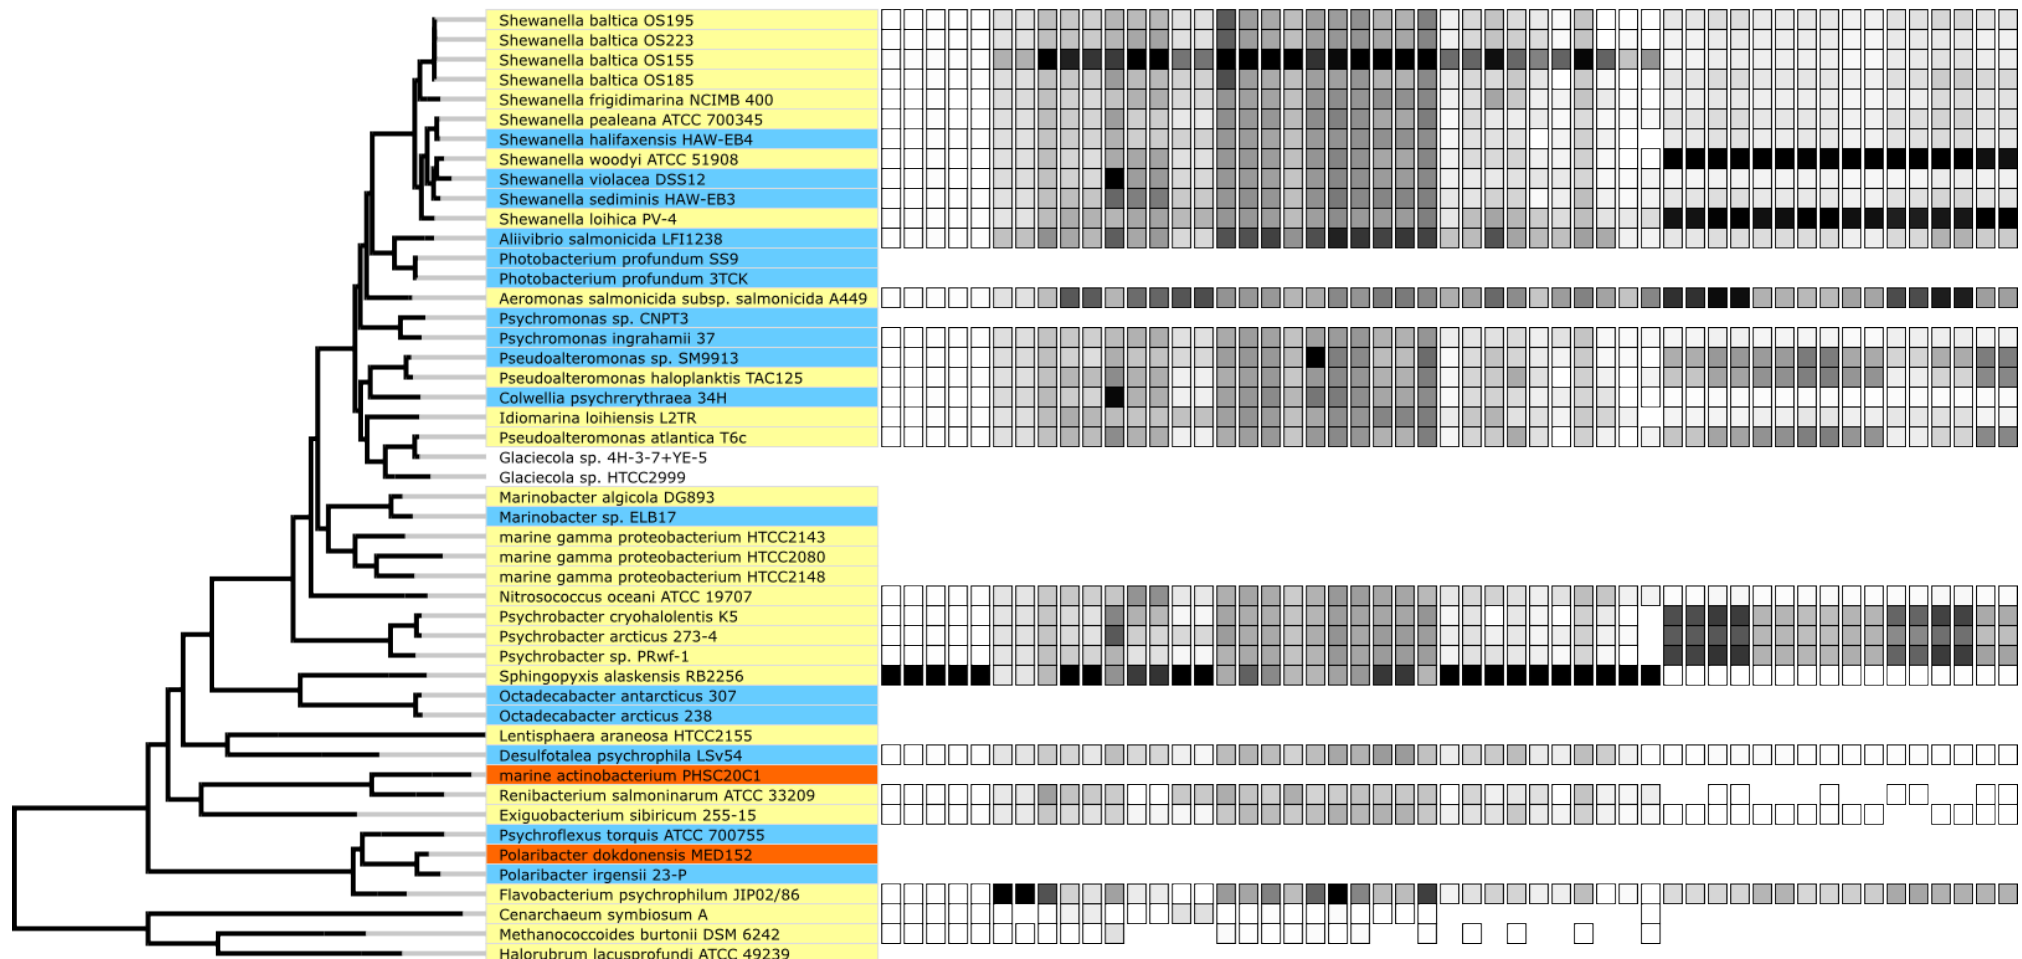 Shewanella baltica OS195
Shewanella baltica OS223
Shewanella baltica OS155
Shewanella baltica OS185
Shewanella frigidimarina NCIMB 400
Shewanella pealeana ATCC 700345
Shewanella halifaxensis HAW-EB4
Shewanella woodyi ATCC 51908
Shewanella violacea DSS12
Shewanella sediminis HAW-EB3
Shewanella loihica PV-4
Aliivibrio salmonicida LFI1238
Photobacterium profundum SS9
Photobacterium profundum 3TCK
Aeromonas salmonicida subsp. salmonicida A449
Psychromonas sp. CNPT3
Psychromonas ingrahamii 37
Pseudoalteromonas sp. SM9913
Pseudoalteromonas haloplanktis TAC125
Colwellia psychrerythraea 34H
Idiomarina loihiensis L2TR
Pseudoalteromonas atlantica T6c
Glaciecola sp. 4H-3-7+YE-5
Glaciecola sp. HTCC2999
Marinobacter algicola DG893
Marinobacter sp. ELB17
marine gamma proteobacterium HTCC2143
marine gamma proteobacterium HTCC2080
marine gamma proteobacterium HTCC2148
Nitrosococcus oceani ATCC 19707
Psychrobacter cryohalolentis K5
Psychrobacter arcticus 273-4
Psychrobacter sp. PRwf-1
Sphingopyxis alaskensis RB2256
Octadecabacter antarcticus 307
Octadecabacter arcticus 238
Lentisphaera araneosa HTCC2155
Desulfotalea psychrophila LSv54
marine actinobacterium PHSC20C1
Renibacterium salmoninarum ATCC 33209
Exiguobacterium sibiricum 255-15
Psychroflexus torquis ATCC 700755
Polaribacter dokdonensis MED152
Polaribacter irgensii 23-P
Flavobacterium psychrophilum JIP02/86
Cenarchaeum symbiosum A
Methanococcoides burtonii DSM 6242
Halorubrum lacusprofundi ATCC 49239